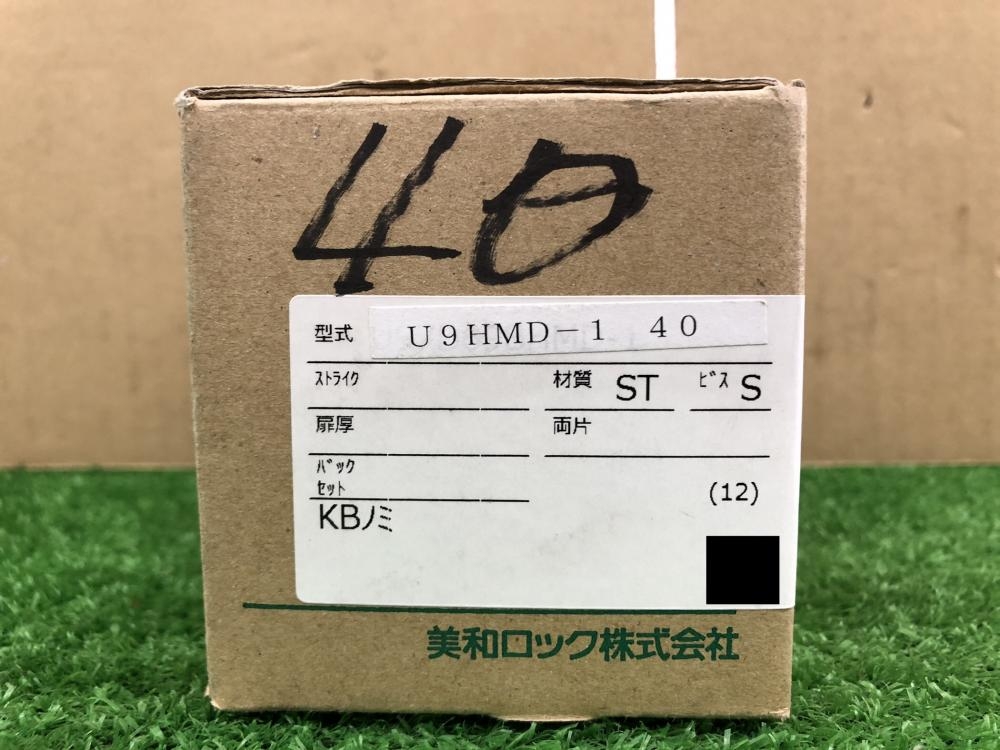 40
型式 U9HMD-1 40
ｽﾄﾗｲｸ 材質 ST ﾋﾞｽ S
扉厚 両片
ﾊﾞｯｸ
ｾｯﾄ (12)
KBノミ
美和ロック株式会社